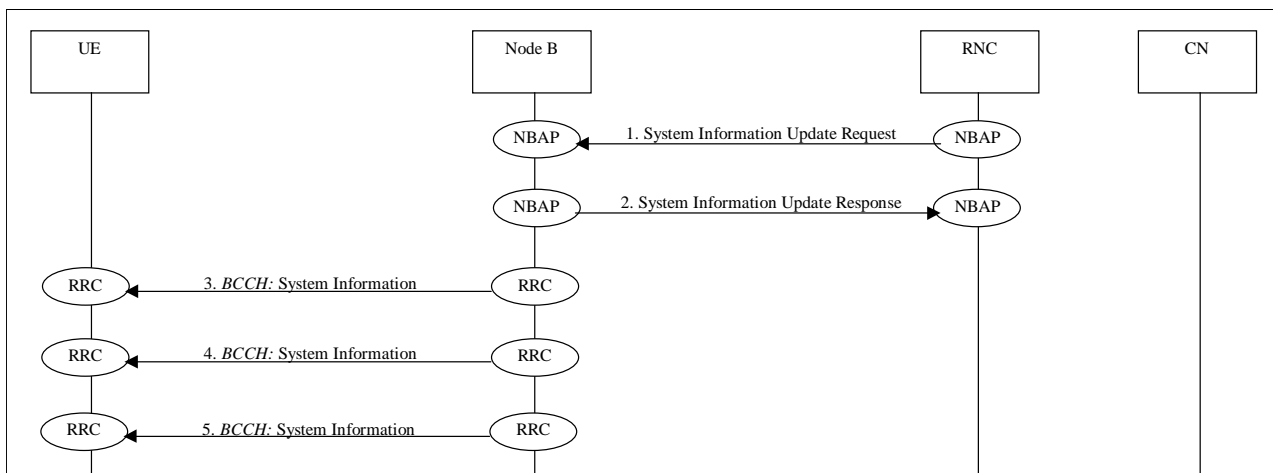 UE
Node B
RNC
CN
NBAP
1. System Information Update Request
NBAP
NBAP
2. System Information Update Response
NBAP
RRC
3. BCCH: System Information
RRC
RRC
4. BCCH: System Information
RRC
RRC
5. BCCH: System Information
RRC